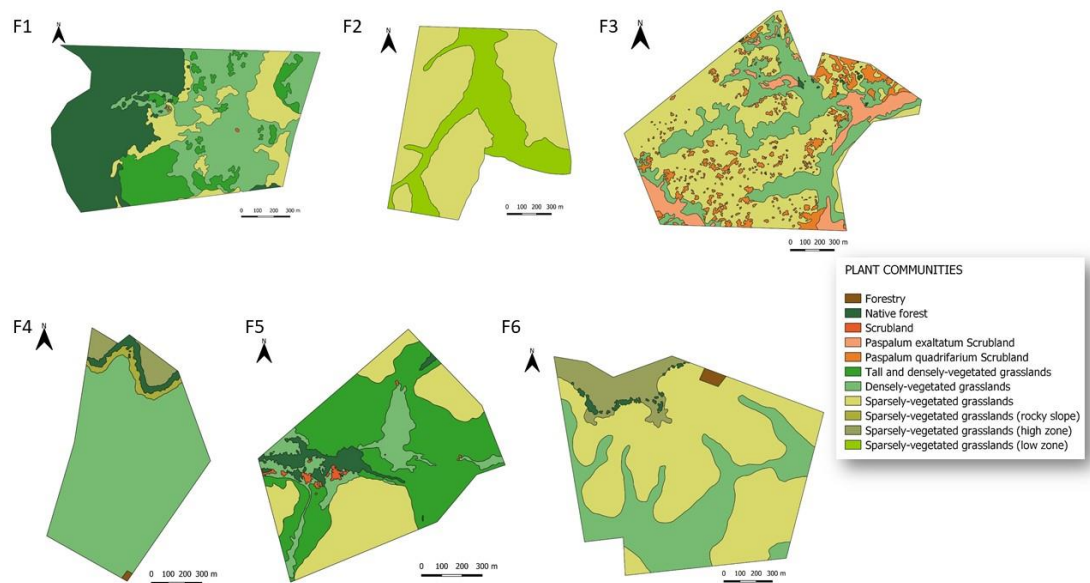 F1
N
0 100 200 300 m
F2
N
0 100 200 300 m
F3
N
0 100 200 300 m
PLANT COMMUNITIES
Forestry
Native forest
Scrubland
Paspalum exaltatum Scrubland
Paspalum quadrifarium Scrubland
Tall and densely-vegetated grasslands
Densely-vegetated grasslands
Sparsely-vegetated grasslands
Sparsely-vegetated grasslands (rocky slope)
Sparsely-vegetated grasslands (high zone)
Sparsely-vegetated grasslands (low zone)
F4
N
0 100 200 300 m
F5
N
0 100 200 300 m
F6
N
0 100 200 300 m